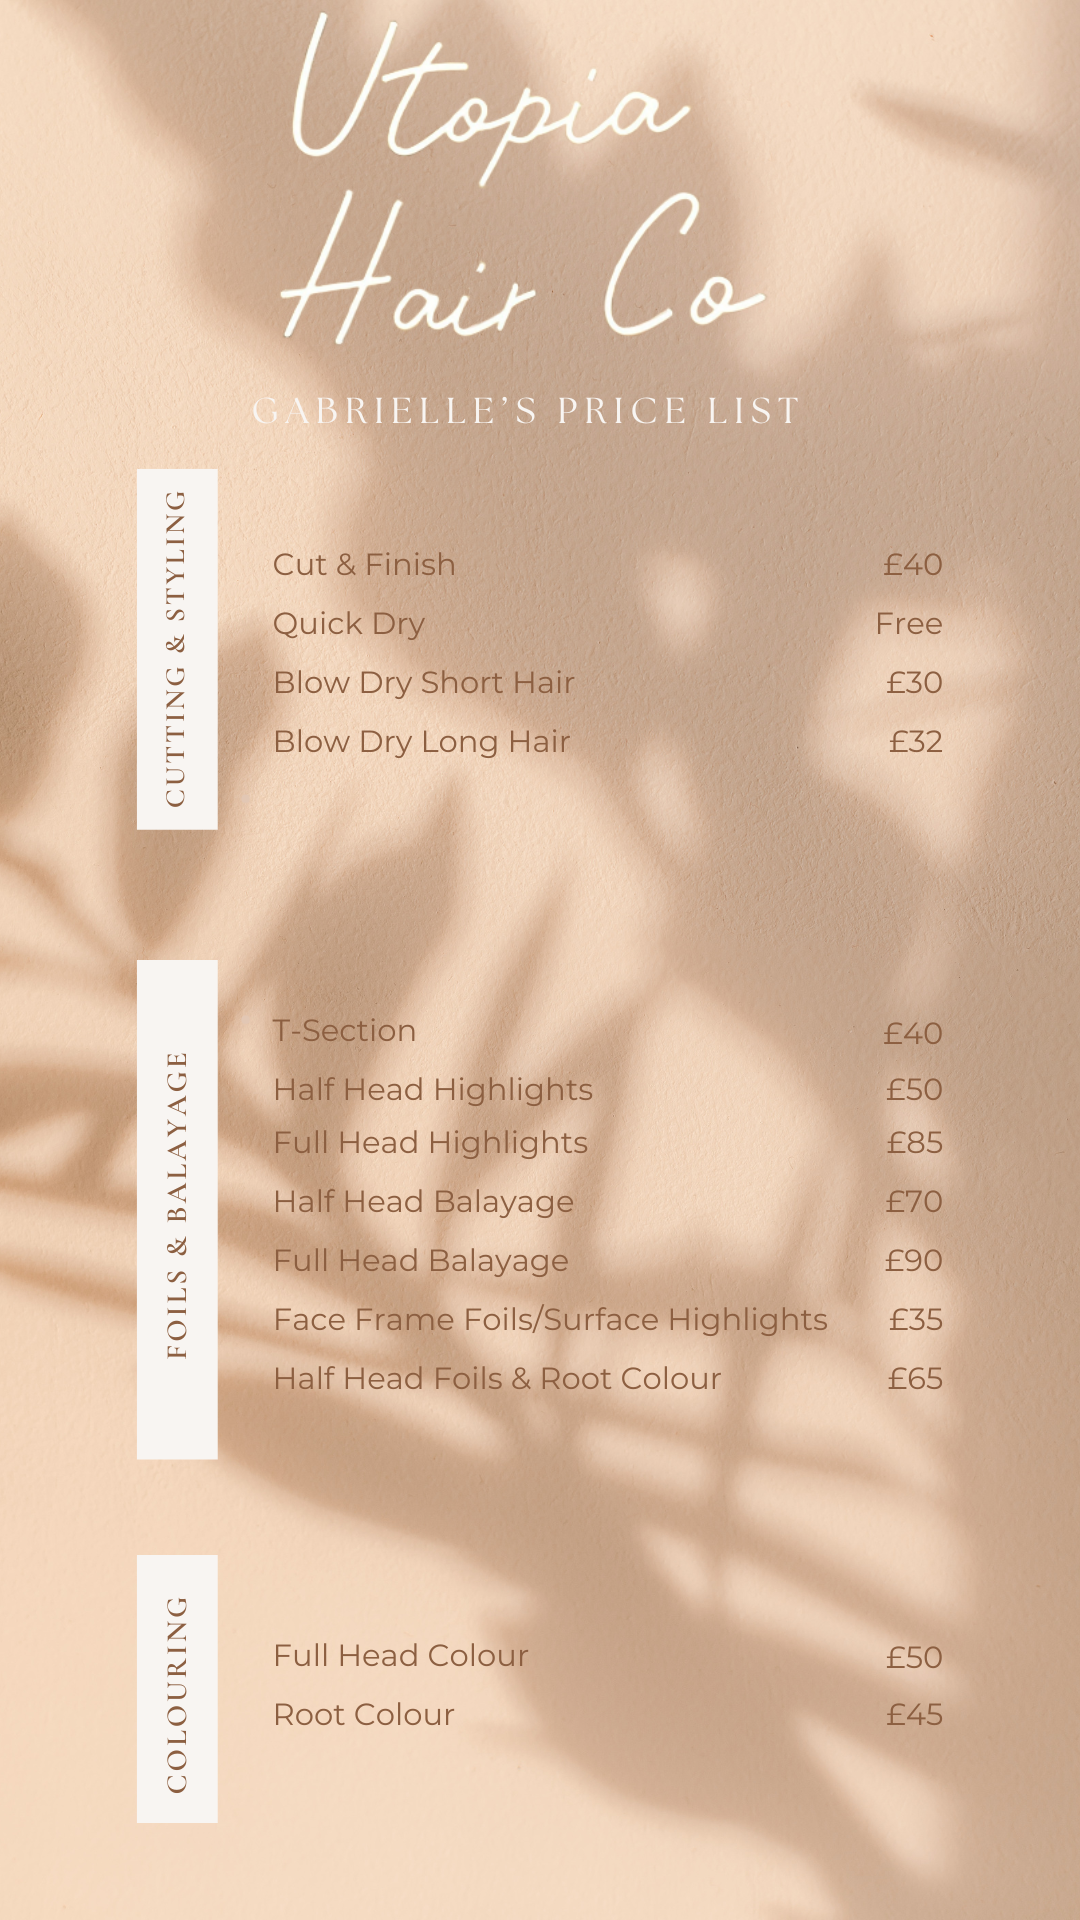 Utopia
Hair Co
GABRIELLE'S PRICE LIST
CUTTING & STYLING
Cut & Finish £40
Quick Dry Free
Blow Dry Short Hair £30
Blow Dry Long Hair £32
FOILS & BALAYAGE
T-Section £40
Half Head Highlights £50
Full Head Highlights £85
Half Head Balayage £70
Full Head Balayage £90
Face Frame Foils/Surface Highlights £35
Half Head Foils & Root Colour £65
COLOURING
Full Head Colour £50
Root Colour £45